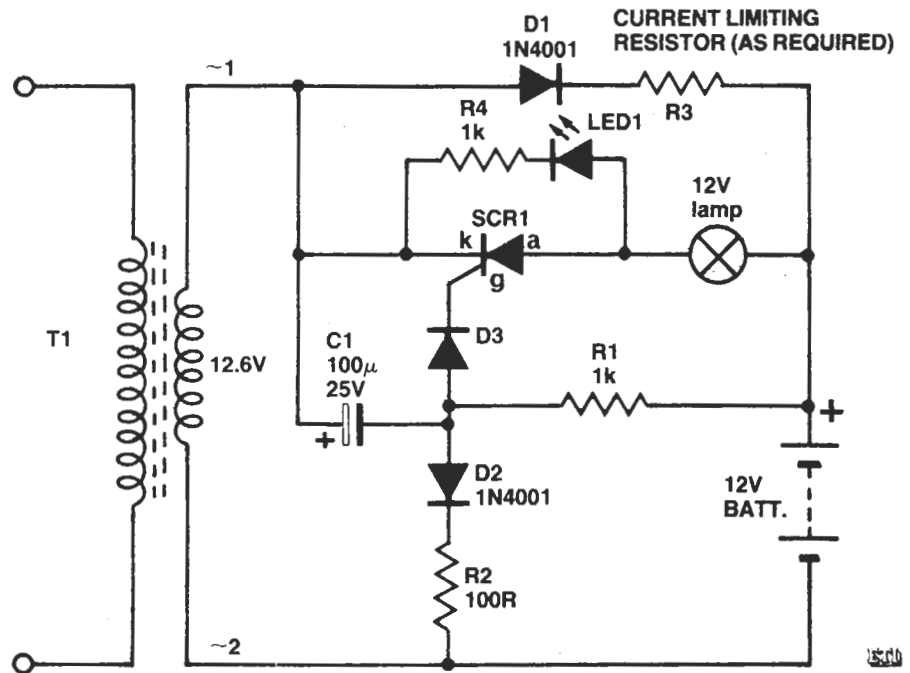 CURRENT LIMITING
RESISTOR (AS REQUIRED)
D1
1N4001
~1
R3
R4
1k
LED1
12V
lamp
SCR1
k
a
g
T1
12.6V
C1
100μ
25V
+
D3
R1
1k
+
D2
1N4001
12V
BATT.
R2
100R
~2
ETI